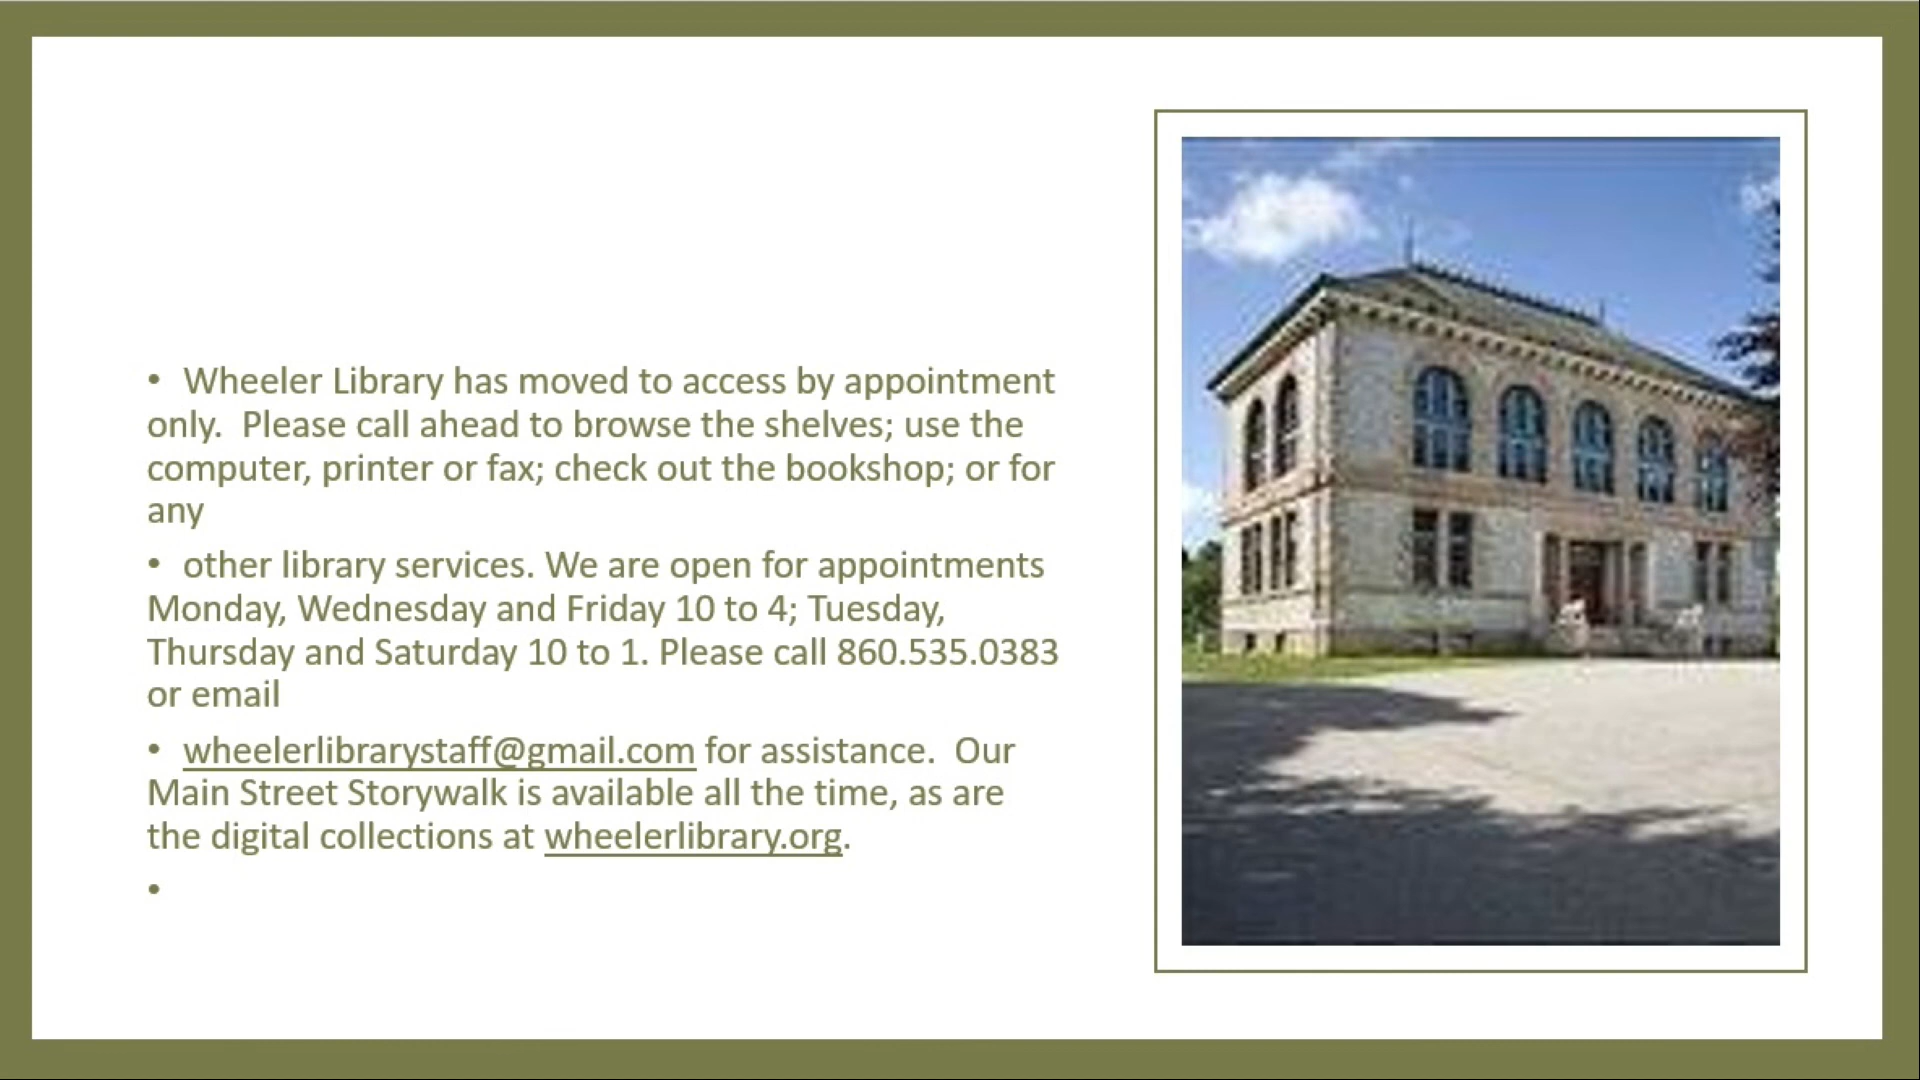 • Wheeler Library has moved to access by appointment
only.  Please call ahead to browse the shelves; use the
computer, printer or fax; check out the bookshop; or for
any
• other library services. We are open for appointments
Monday, Wednesday and Friday 10 to 4; Tuesday,
Thursday and Saturday 10 to 1. Please call 860.535.0383
or email
• wheelerlibrarystaff@gmail.com for assistance.  Our
Main Street Storywalk is available all the time, as are
the digital collections at wheelerlibrary.org.
•